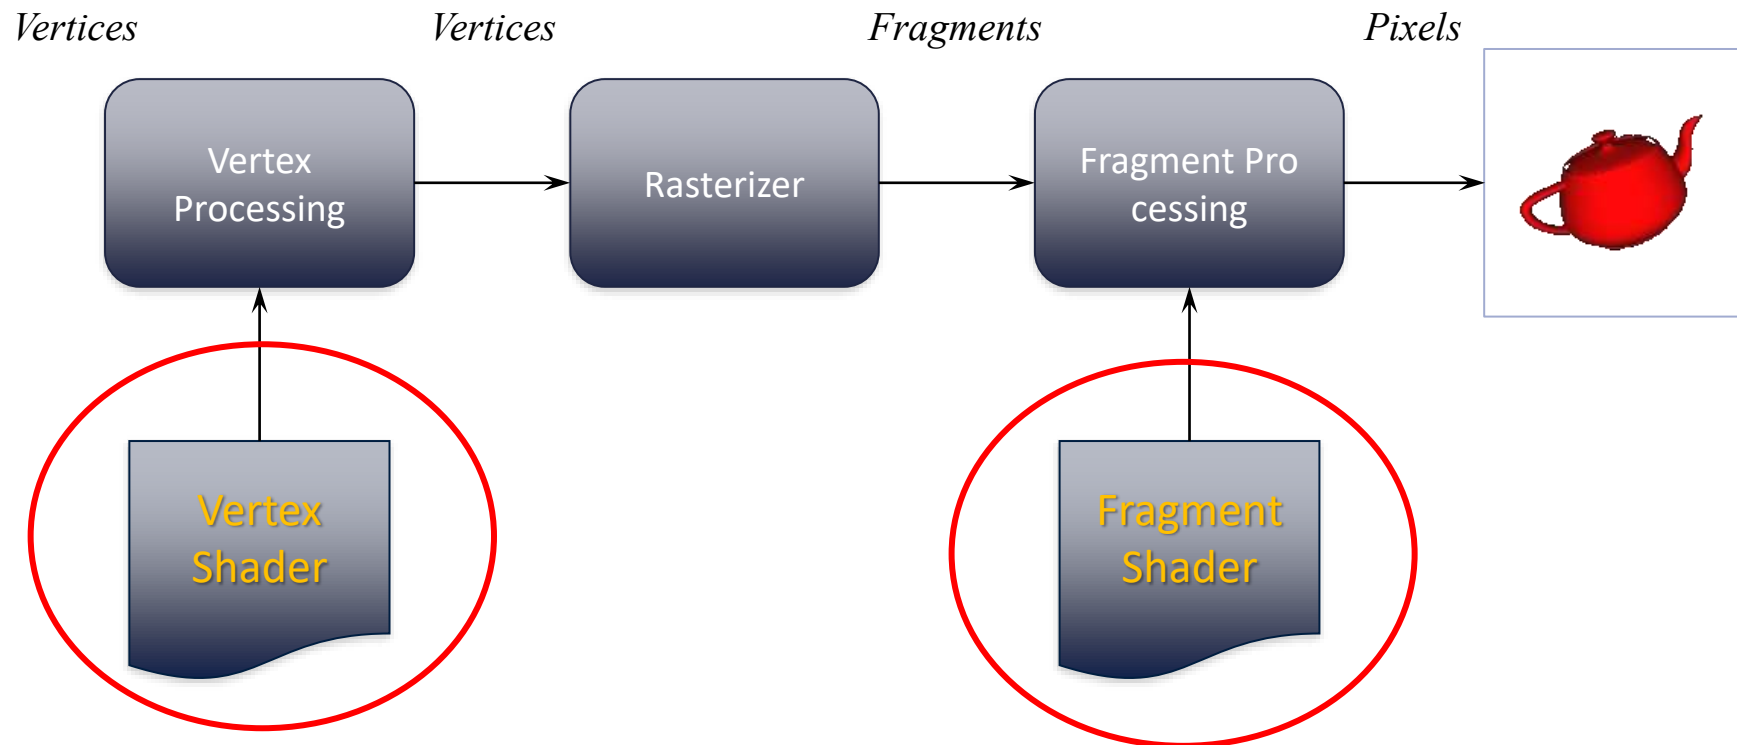 Vertices
Vertices
Fragments
Pixels
Vertex
Processing
Rasterizer
Fragment Pro
cessing
Vertex
Shader
Fragment
Shader